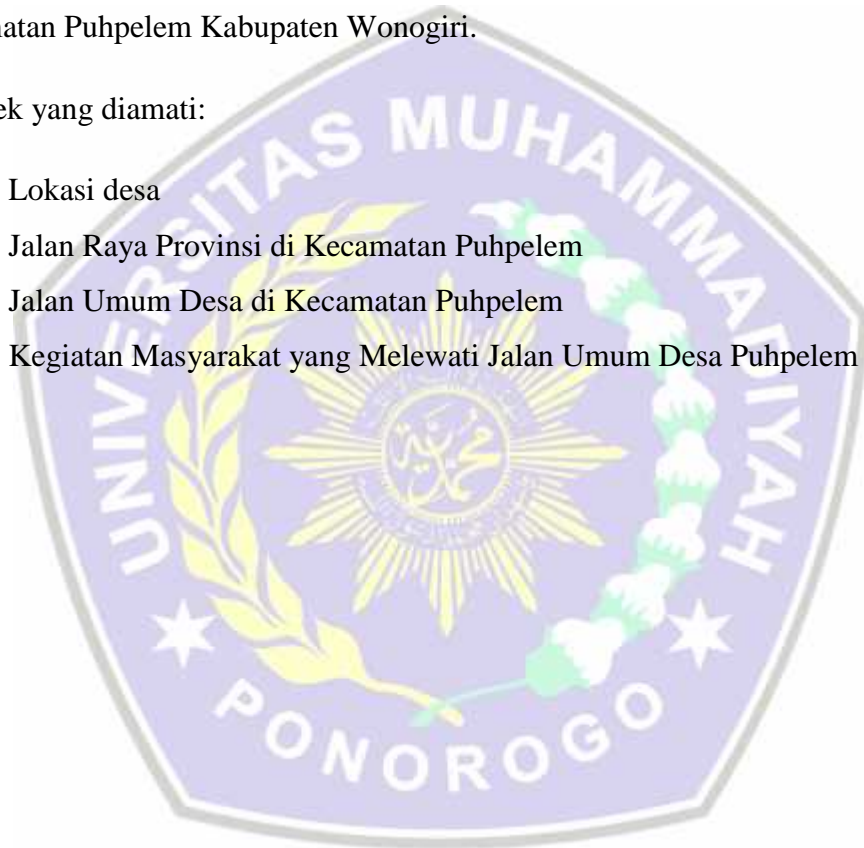 matan Puhpelem Kabupaten Wonogiri.
ek yang diamati:
Lokasi desa
Jalan Raya Provinsi di Kecamatan Puhpelem
Jalan Umum Desa di Kecamatan Puhpelem
Kegiatan Masyarakat yang Melewati Jalan Umum Desa Puhpelem
UNIVERSITAS MUHAMMADIYAH
PONOROGO